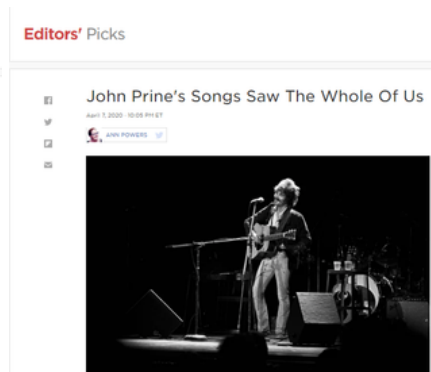 Editors' Picks
John Prine's Songs Saw The Whole Of Us
April 7, 2020 · 10:05 PM ET
ANN POWERS